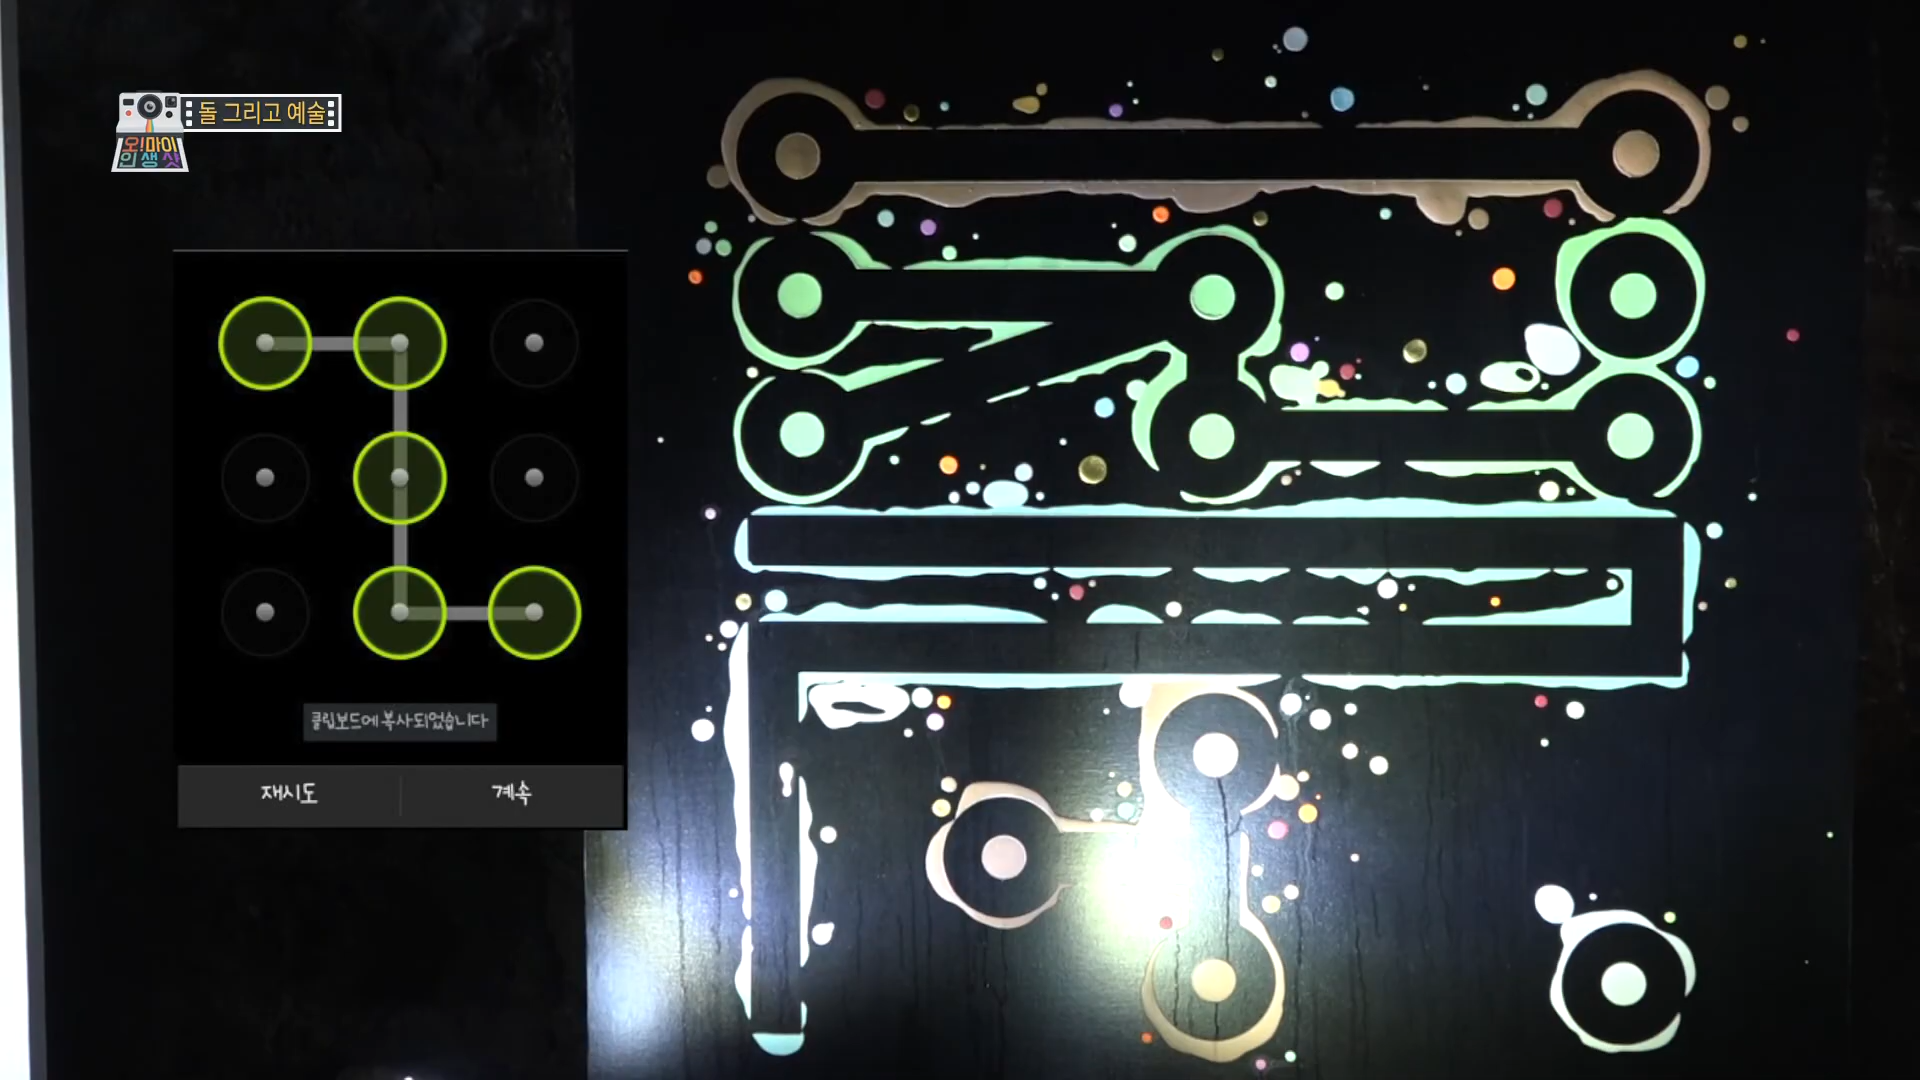 돌 그리고 예술
오!마이
인생샷
클립보드에 복사 되었습니다
재시도
계속